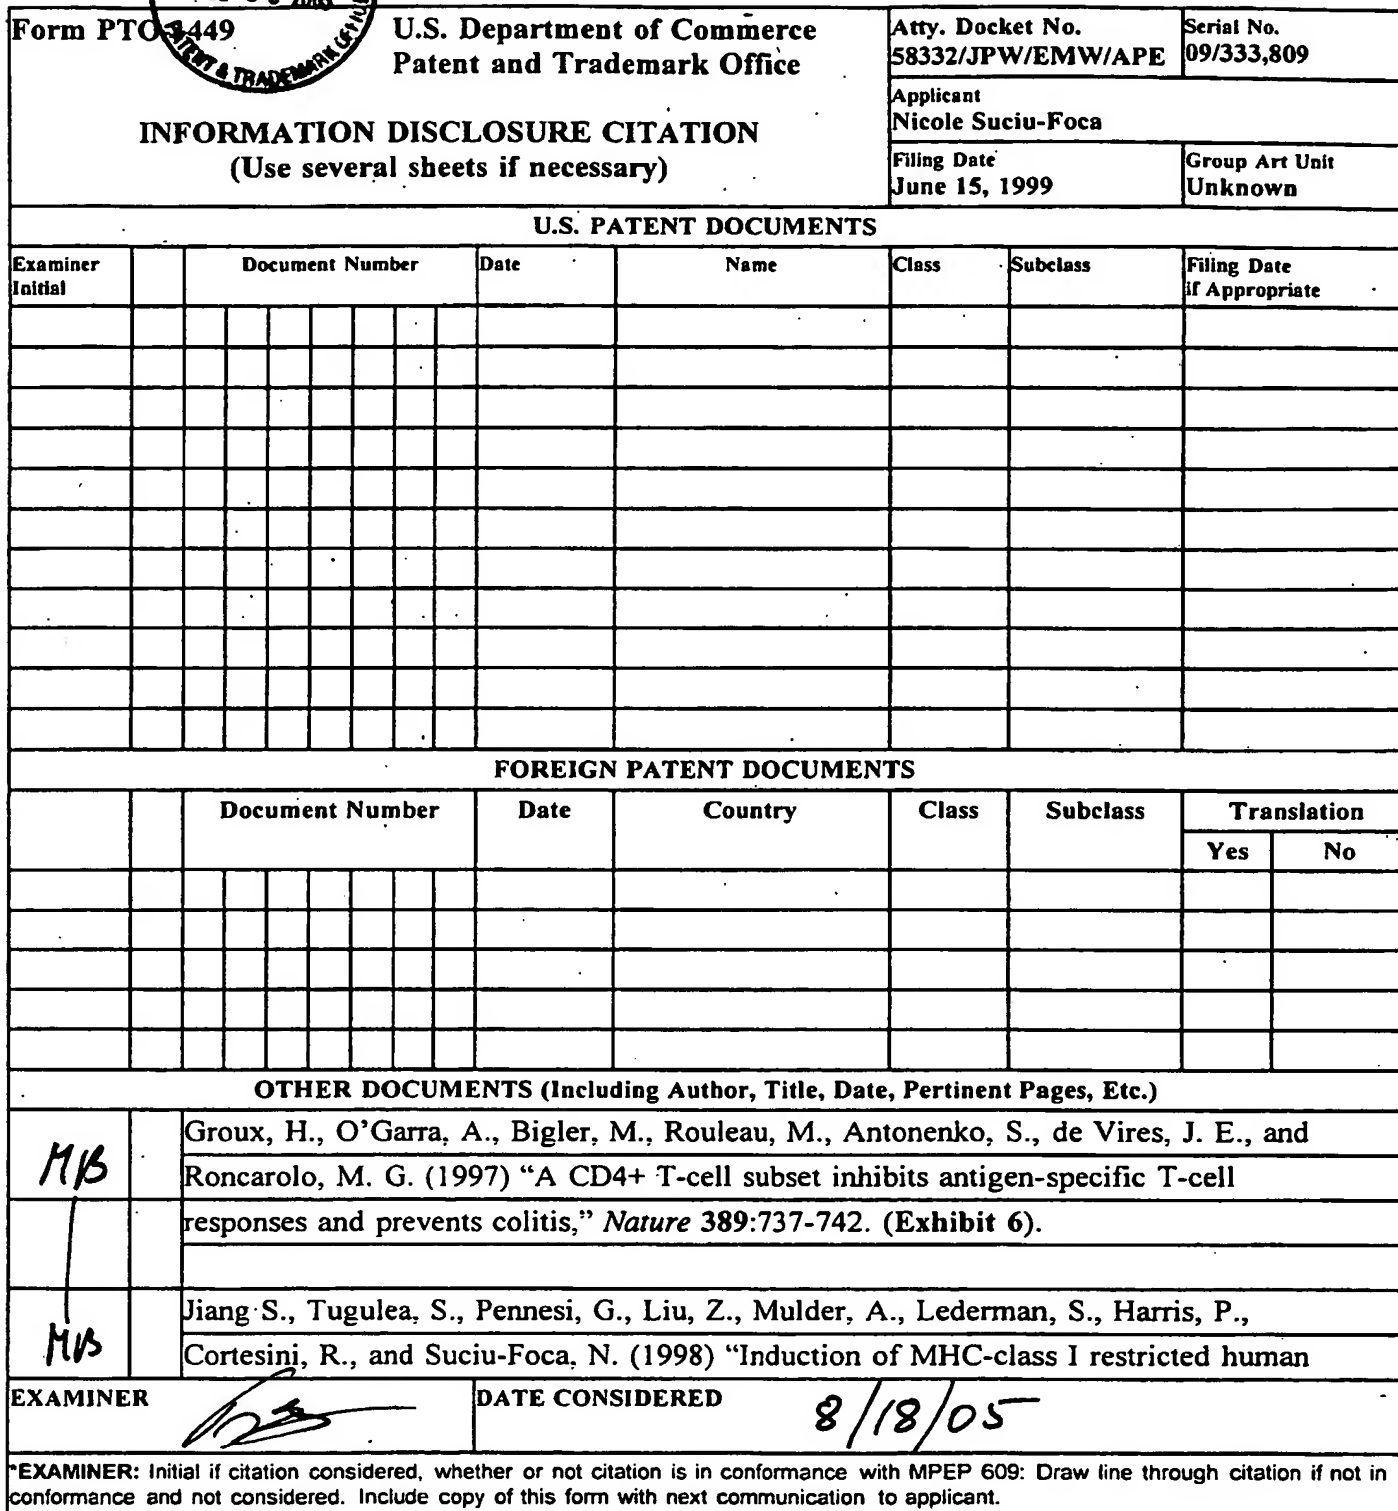 Form PTO-1449
U.S. Department of Commerce
Patent and Trademark Office
PATENT & TRADEMARK OFFICE
INFORMATION DISCLOSURE CITATION
(Use several sheets if necessary)
Atty. Docket No.
58332/JPW/EMW/APE
Serial No.
09/333,809
Applicant
Nicole Suciu-Foca
Filing Date
June 15, 1999
Group Art Unit
Unknown
U.S. PATENT DOCUMENTS
Examiner
Initial
Document Number
Date
Name
Class
Subclass
Filing Date
if Appropriate
FOREIGN PATENT DOCUMENTS
Document Number
Date
Country
Class
Subclass
Translation
Yes
No
OTHER DOCUMENTS (Including Author, Title, Date, Pertinent Pages, Etc.)
MB
Groux, H., O'Garra, A., Bigler, M., Rouleau, M., Antonenko, S., de Vires, J. E., and
Roncarolo, M. G. (1997) “A CD4+ T-cell subset inhibits antigen-specific T-cell
responses and prevents colitis,” Nature 389:737-742. (Exhibit 6).
MB
Jiang S., Tugulea, S., Pennesi, G., Liu, Z., Mulder, A., Lederman, S., Harris, P.,
Cortesini, R., and Suciu-Foca, N. (1998) “Induction of MHC-class I restricted human
EXAMINER
DATE CONSIDERED
8/18/05
*EXAMINER: Initial if citation considered, whether or not citation is in conformance with MPEP 609: Draw line through citation if not in
conformance and not considered. Include copy of this form with next communication to applicant.